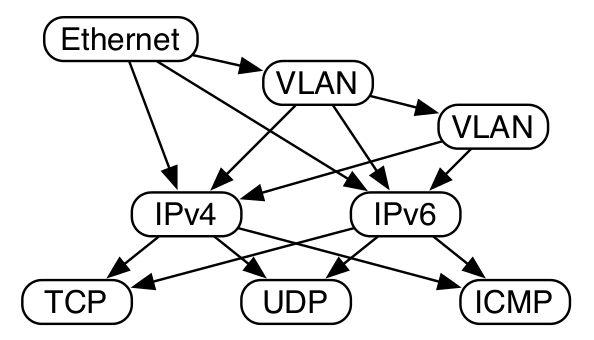 Ethernet
VLAN
VLAN
IPv4
IPv6
TCP
UDP
ICMP